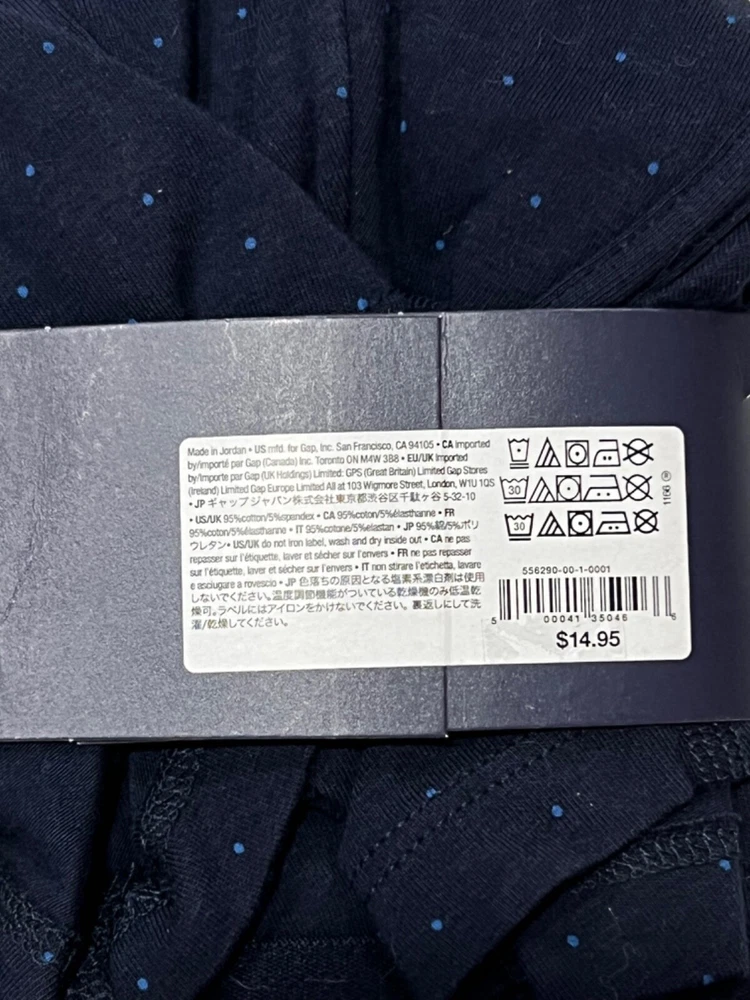 Made in Jordan • US mfd. for Gap, Inc. San Francisco, CA 94105 • CA imported
by/importé par Gap (Canada) Inc. Toronto ON M4W 3B8 • EU/UK Imported
by/Importé par Gap (UK Holdings) Limited: GPS (Great Britain) Limited Gap Stores
(Ireland) Limited Gap Europe Limited All at 103 Wigmore Street, London, W1U 1QS
• JP ギャップジャパン株式会社東京都渋谷区千駄ヶ谷 5-32-10
• US/UK 95%cotton/5%spandex • CA 95%coton/5%élasthanne • FR
95%coton/5%élasthanne • IT 95%cotone/5%elastan • JP 95%綿/5%ポリ
ウレタン • US/UK do not iron label, wash and dry inside out • CA ne pas
repasser sur l'étiquette, laver et sécher sur l'envers • FR ne pas repasser
sur l'étiquette, laver et sécher sur l'envers • IT non stirare l'etichetta, lavare
e asciugare a rovescio • JP 色落ちの原因となる塩素系漂白剤は使用
しないでください。温度調節機能がついている乾燥機のみ低温乾
燥可。ラベルにはアイロンをかけないでください。裏返しにして洗
濯/乾燥してください。
30
30
1166 ®
556290-00-1-0001
5 00041 35046 6
$14.95